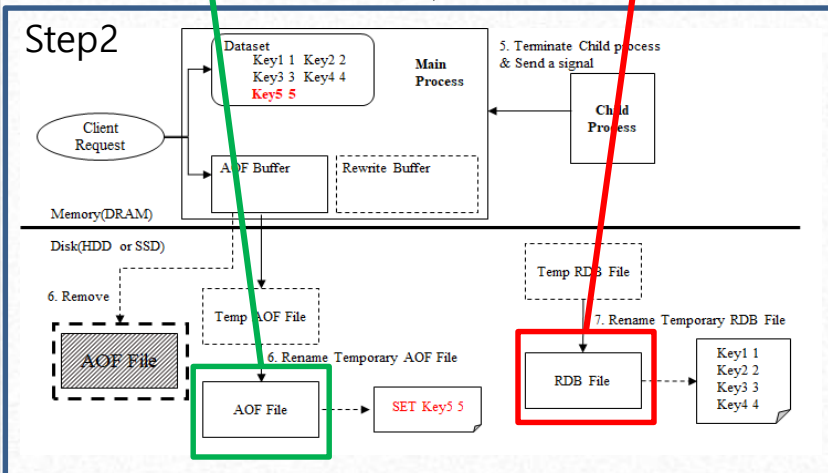 Step2
Dataset
Key1 1 Key2 2
Key3 3 Key4 4
Key5 5
Main
Process
5. Terminate Child process
& Send a signal
Child
Process
Client
Request
AOF Buffer
Rewrite Buffer
Memory(DRAM)
Disk(HDD or SSD)
6. Remove
Temp AOF File
Temp RDB File
7. Rename Temporary RDB File
AOF File
6. Rename Temporary AOF File
AOF File
SET Key5 5
RDB File
Key1 1
Key2 2
Key3 3
Key4 4